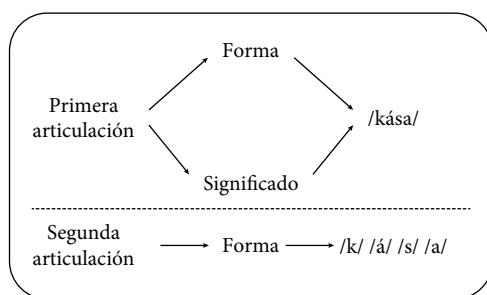 Forma
Primera
articulación
/kása/
Significado
Segunda
articulación
Forma
/k/ /á/ /s/ /a/